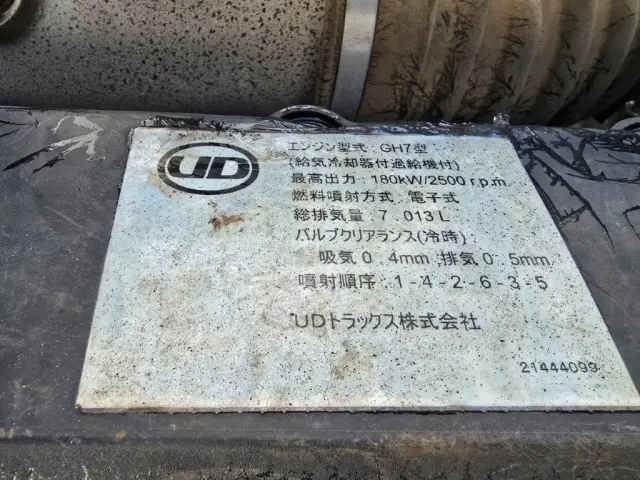 UD
エンジン型式：GH7型
(給気冷却器付過給機付)
最高出力：180kW/2500 r.p.m.
燃料噴射方式：電子式
総排気量：7.013L
バルブクリアランス(冷時)
吸気0.4mm 排気0.5mm
噴射順序：1-4-2-6-3-5
UDトラックス株式会社
21444099